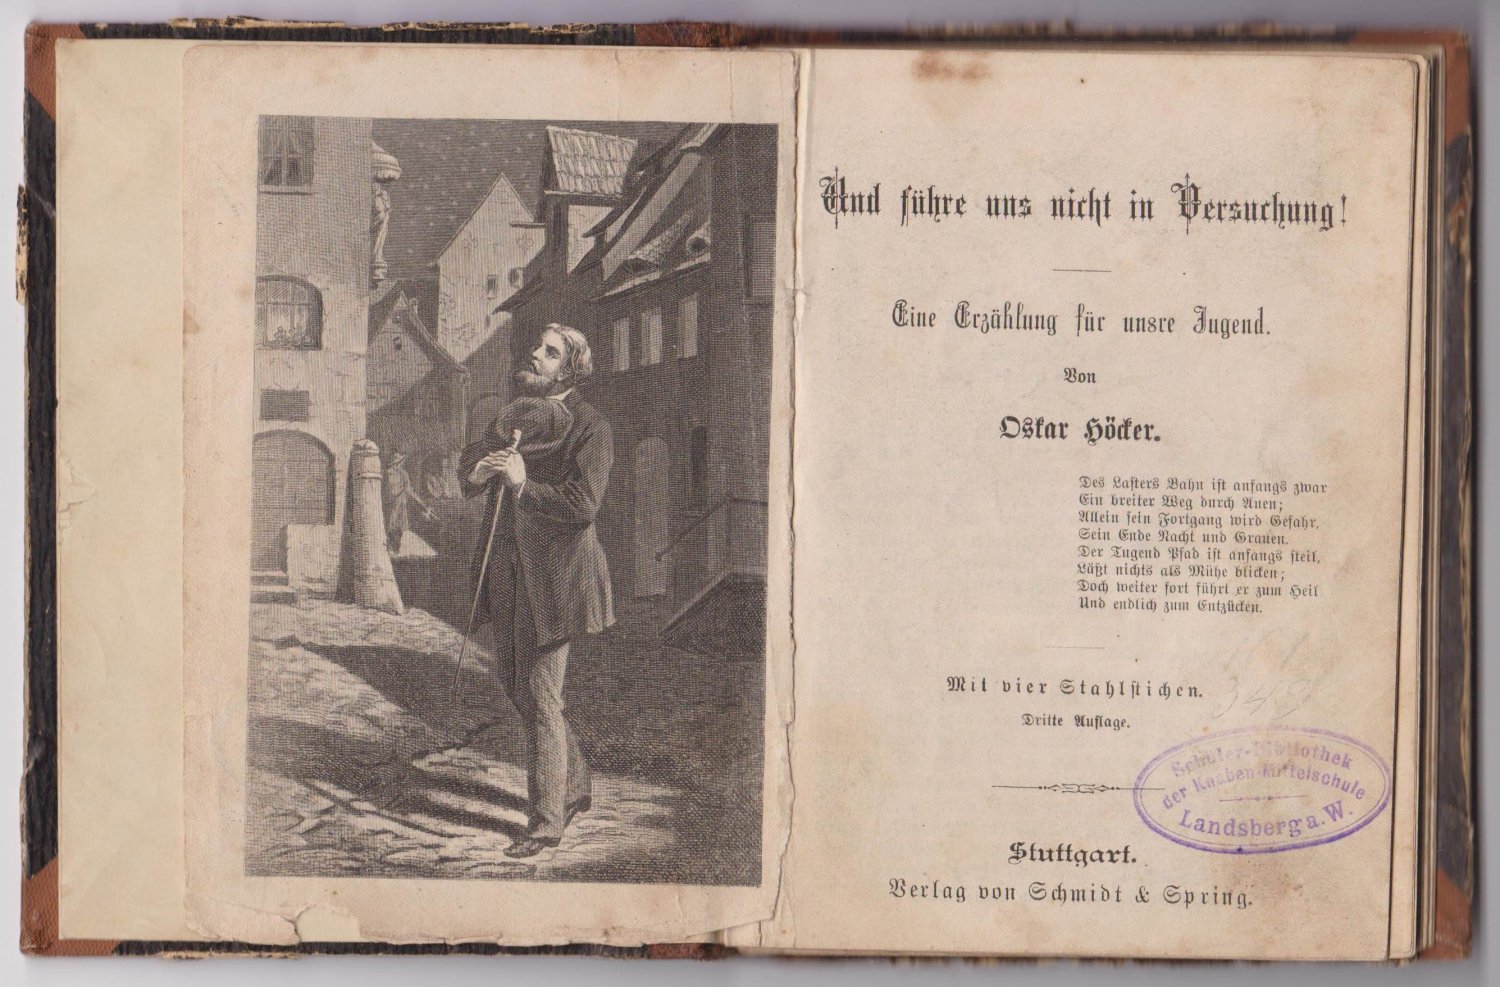 Und führe uns nicht in Versuchung!
Eine Erzählung für unsre Jugend.
Von
Oskar Höcker.
Des Lasters Bahn ist anfangs zwar
Ein breiter Weg durch Auen;
Allein sein Fortgang wird Gefahr,
Sein Ende Nacht und Grauen.
Der Tugend Pfad ist anfangs steil,
Läßt nichts als Mühe blicken;
Doch weiter fort führt er zum Heil
Und endlich zum Entzücken.
Mit vier Stahlstichen.
Dritte Auflage.
Schüler-Bibliothek
der Knaben Mittelschule
Landsberg a. W.
Stuttgart.
Verlag von Schmidt & Spring.